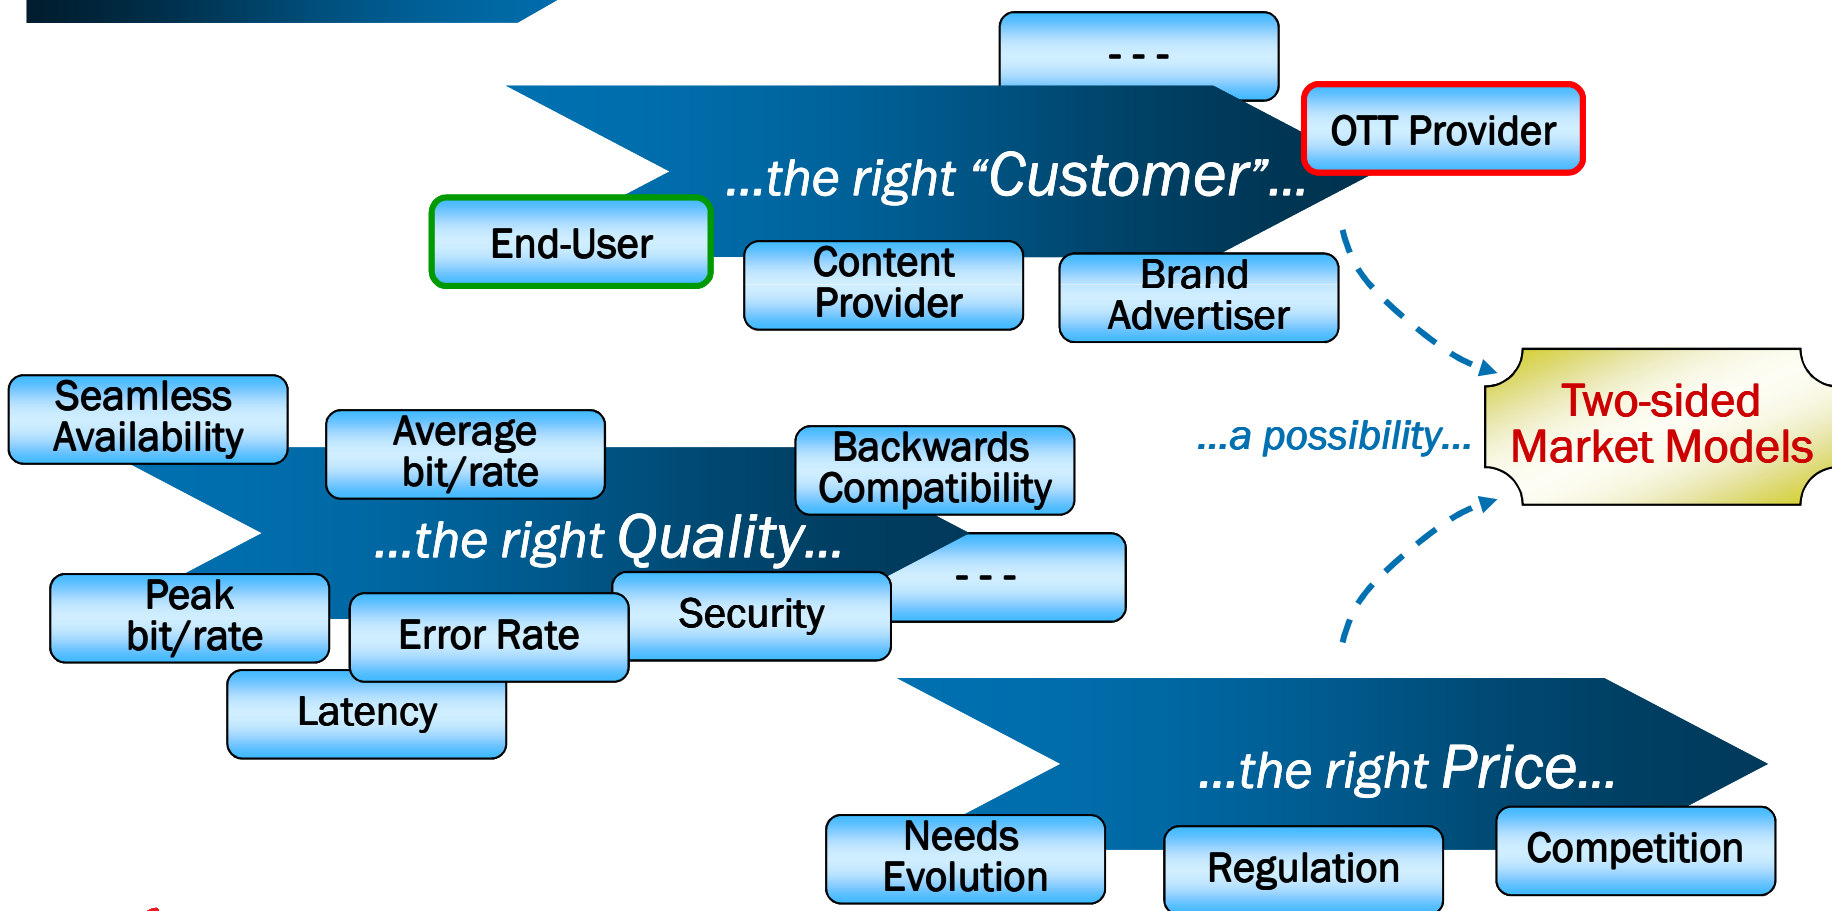 - - -
OTT Provider
...the right “Customer”...
End-User
Content
Provider
Brand
Advertiser
Seamless
Availability
Average
bit/rate
Backwards
Compatibility
...a possibility...
Two-sided
Market Models
...the right Quality...
- - -
Peak
bit/rate
Error Rate
Security
Latency
...the right Price...
Needs
Evolution
Regulation
Competition